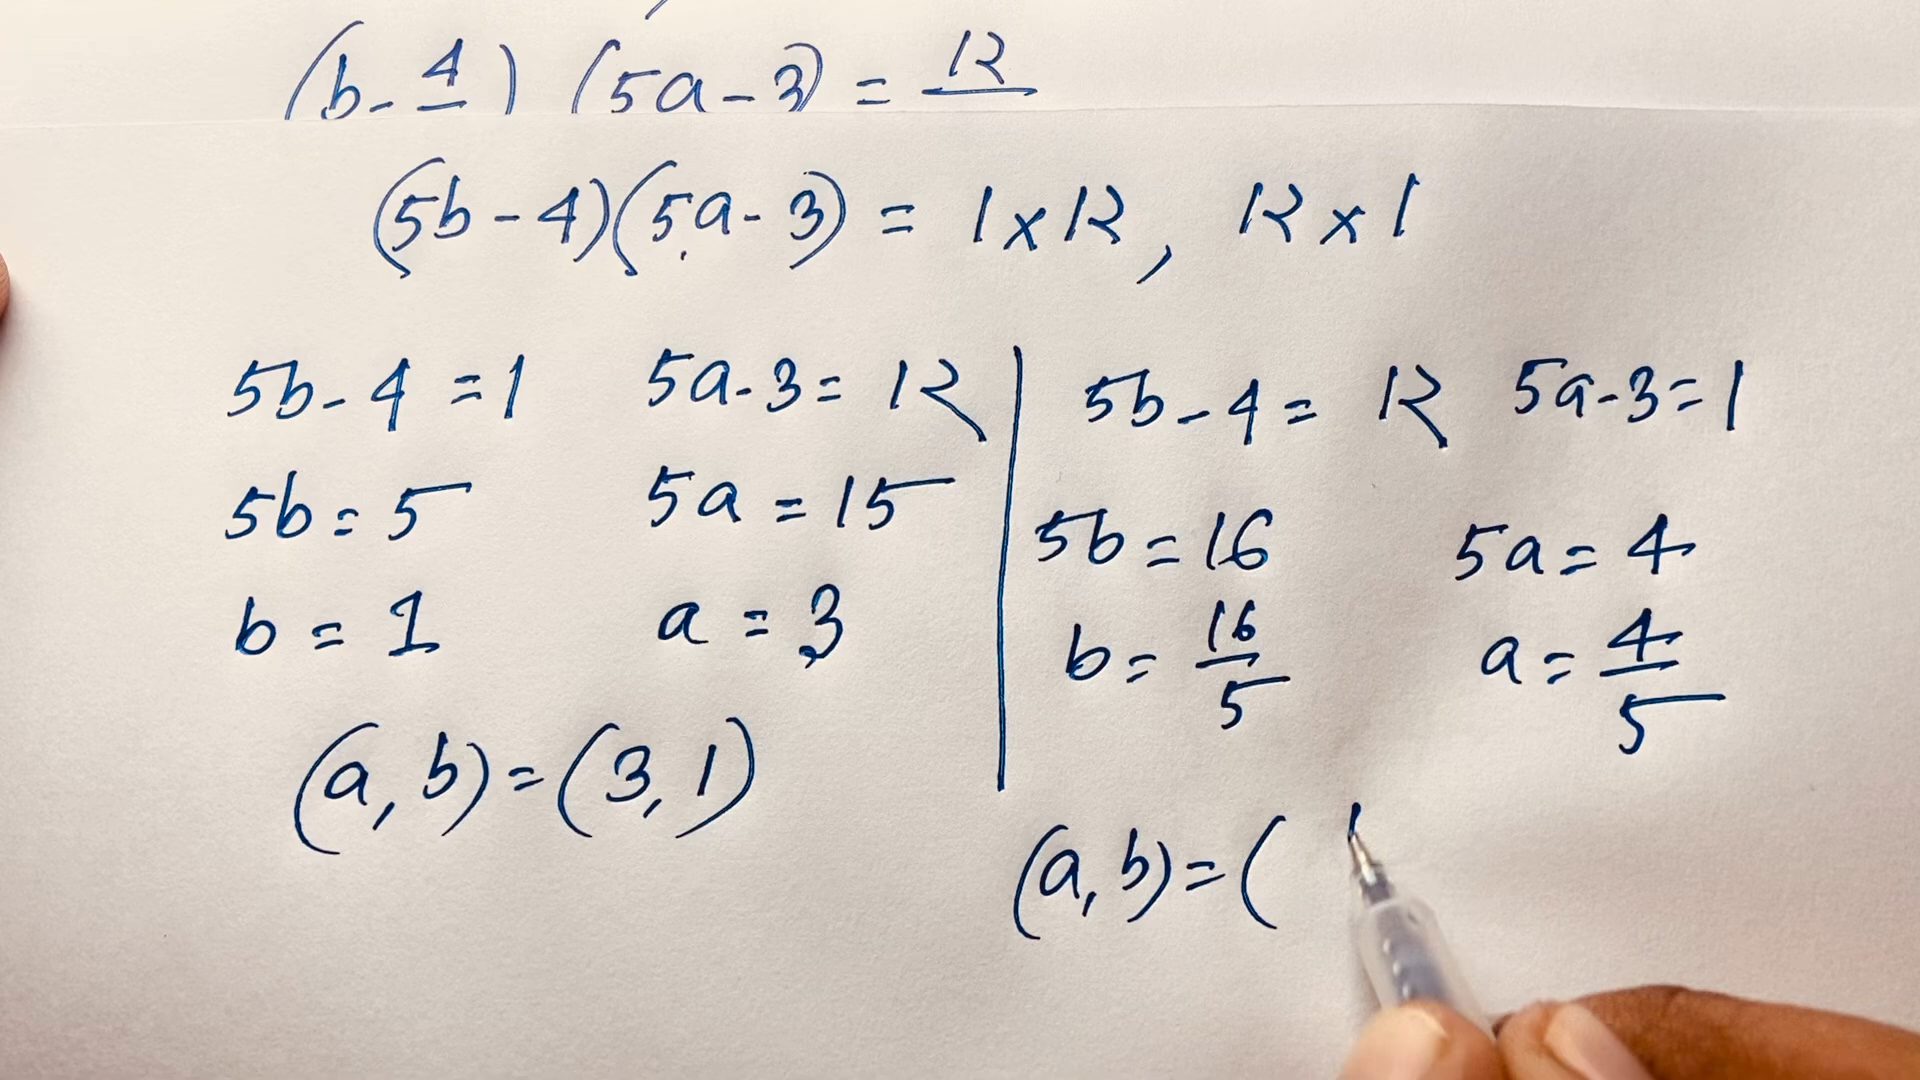 (b - 4) (5a - 3) = 12
(5b - 4)(5a - 3) = 1 x 12, 12 x 1
5b - 4 = 1 5a - 3 = 12
5b = 5 5a = 15
b = 1 a = 3
(a, b) = (3, 1)
5b - 4 = 12 5a - 3 = 1
5b = 16 5a = 4
b = 16/5 a = 4/5
(a, b) = (